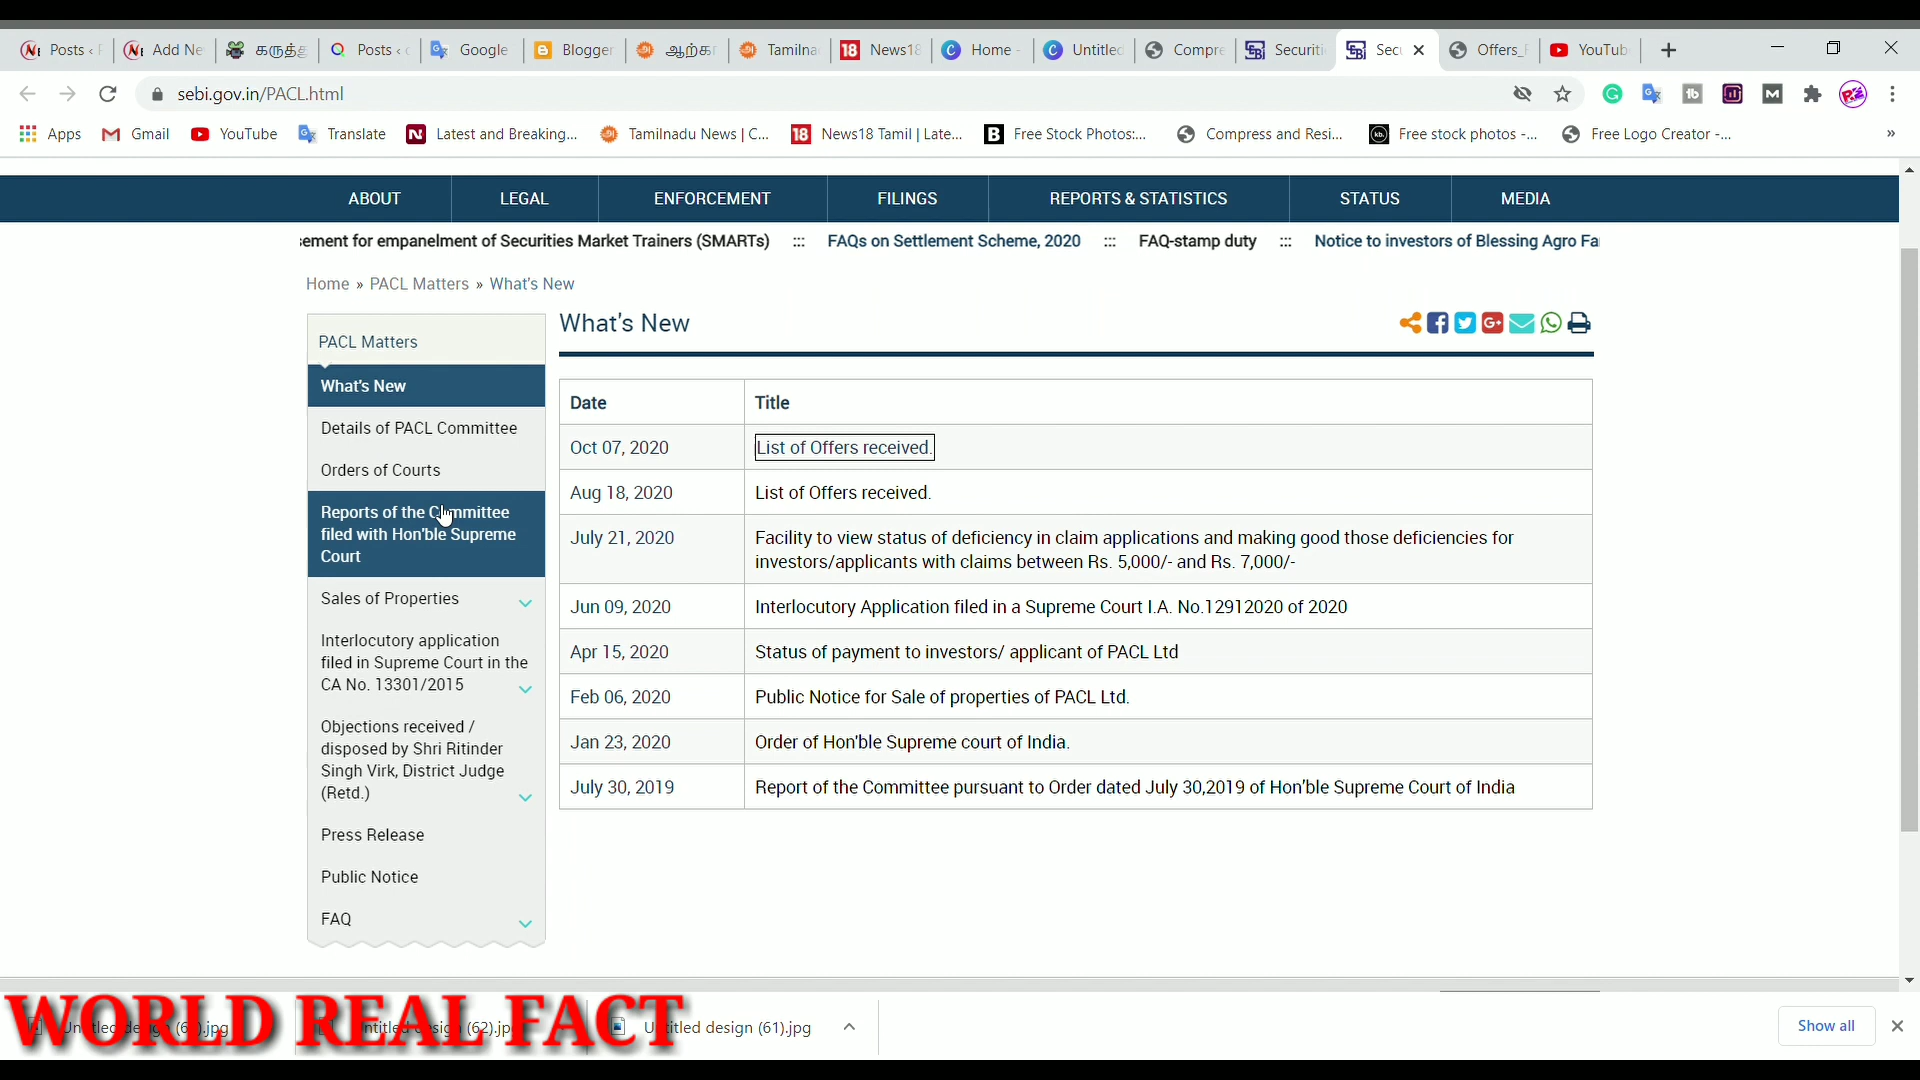 Posts ‹
Add Ne
கருத்
Posts ‹
Google
Blogger
ஆற்க
Tamilna
News18
Home -
Untitled
Compre
Securiti
Sec
Offers_
YouTub
sebi.gov.in/PACL.html
Apps
Gmail
YouTube
Translate
Latest and Breaking...
Tamilnadu News | C...
News18 Tamil | Late...
Free Stock Photos:...
Compress and Resi...
Free stock photos -...
Free Logo Creator -...
»
ABOUT
LEGAL
ENFORCEMENT
FILINGS
REPORTS & STATISTICS
STATUS
MEDIA
sement for empanelment of Securities Market Trainers (SMARTs) ::: FAQs on Settlement Scheme, 2020 ::: FAQ-stamp duty ::: Notice to investors of Blessing Agro Fa
Home » PACL Matters » What's New
PACL Matters
What's New
Details of PACL Committee
Orders of Courts
Reports of the Committee
filed with Hon'ble Supreme
Court
Sales of Properties
Interlocutory application
filed in Supreme Court in the
CA No. 13301/2015
Objections received /
disposed by Shri Ritinder
Singh Virk, District Judge
(Retd.)
Press Release
Public Notice
FAQ
What's New
Date Title
Oct 07, 2020 List of Offers received.
Aug 18, 2020 List of Offers received.
July 21, 2020 Facility to view status of deficiency in claim applications and making good those deficiencies for
investors/applicants with claims between Rs. 5,000/- and Rs. 7,000/-
Jun 09, 2020 Interlocutory Application filed in a Supreme Court I.A. No.12912020 of 2020
Apr 15, 2020 Status of payment to investors/ applicant of PACL Ltd
Feb 06, 2020 Public Notice for Sale of properties of PACL Ltd.
Jan 23, 2020 Order of Hon'ble Supreme court of India.
July 30, 2019 Report of the Committee pursuant to Order dated July 30,2019 of Hon'ble Supreme Court of India
WORLD REAL FACT
Untitled design (62).jpg
Untitled design (61).jpg
Show all